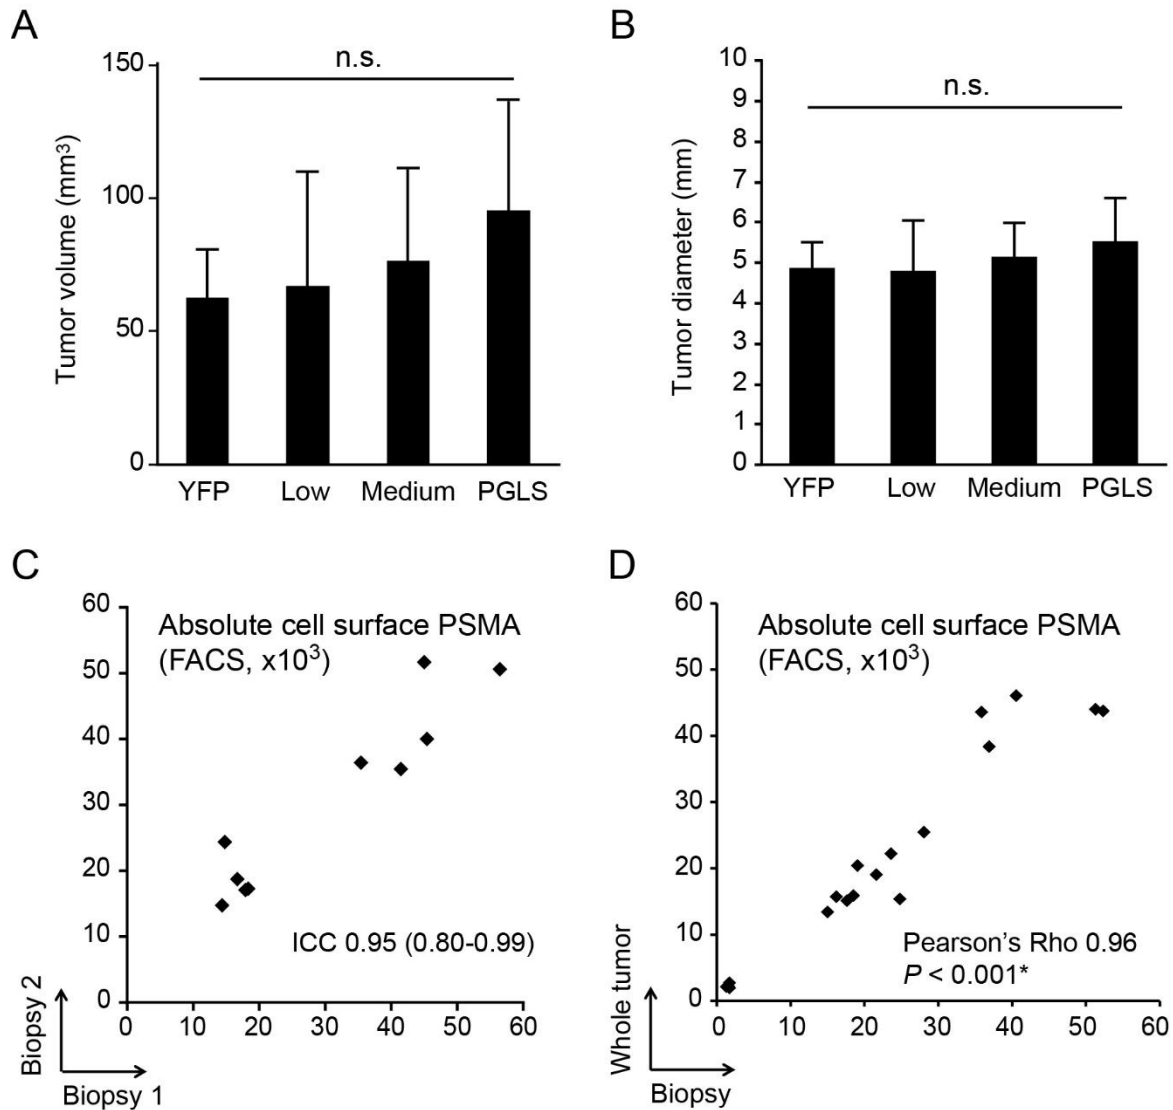 A
150
100
50
0
Tumor volume (mm³)
n.s.
YFP Low Medium PGLS
B
10
9
8
7
6
5
4
3
2
1
0
Tumor diameter (mm)
n.s.
YFP Low Medium PGLS
C
60
50
40
30
20
10
0
Absolute cell surface PSMA
(FACS, x10³)
ICC 0.95 (0.80-0.99)
0 10 20 30 40 50 60
Biopsy 2
Biopsy 1
D
60
50
40
30
20
10
0
Absolute cell surface PSMA
(FACS, x10³)
Pearson's Rho 0.96
P < 0.001*
0 10 20 30 40 50 60
Whole tumor
Biopsy